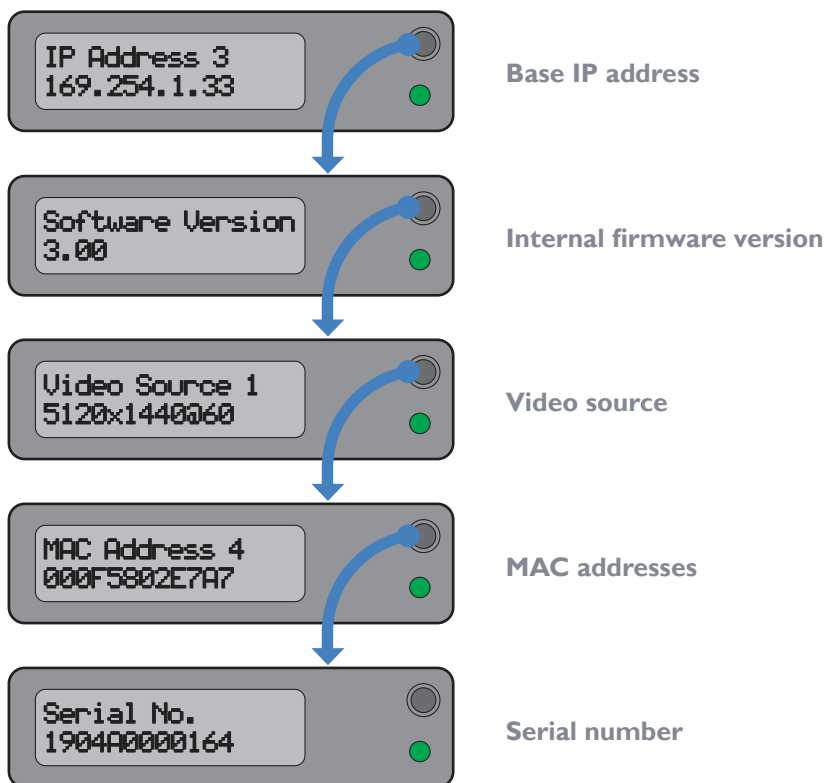 IP Address 3
169.254.1.33
Base IP address
Software Version
3.00
Internal firmware version
Video Source 1
5120x1440@60
Video source
MAC Address 4
000F5802E7A7
MAC addresses
Serial No.
1904A0000164
Serial number